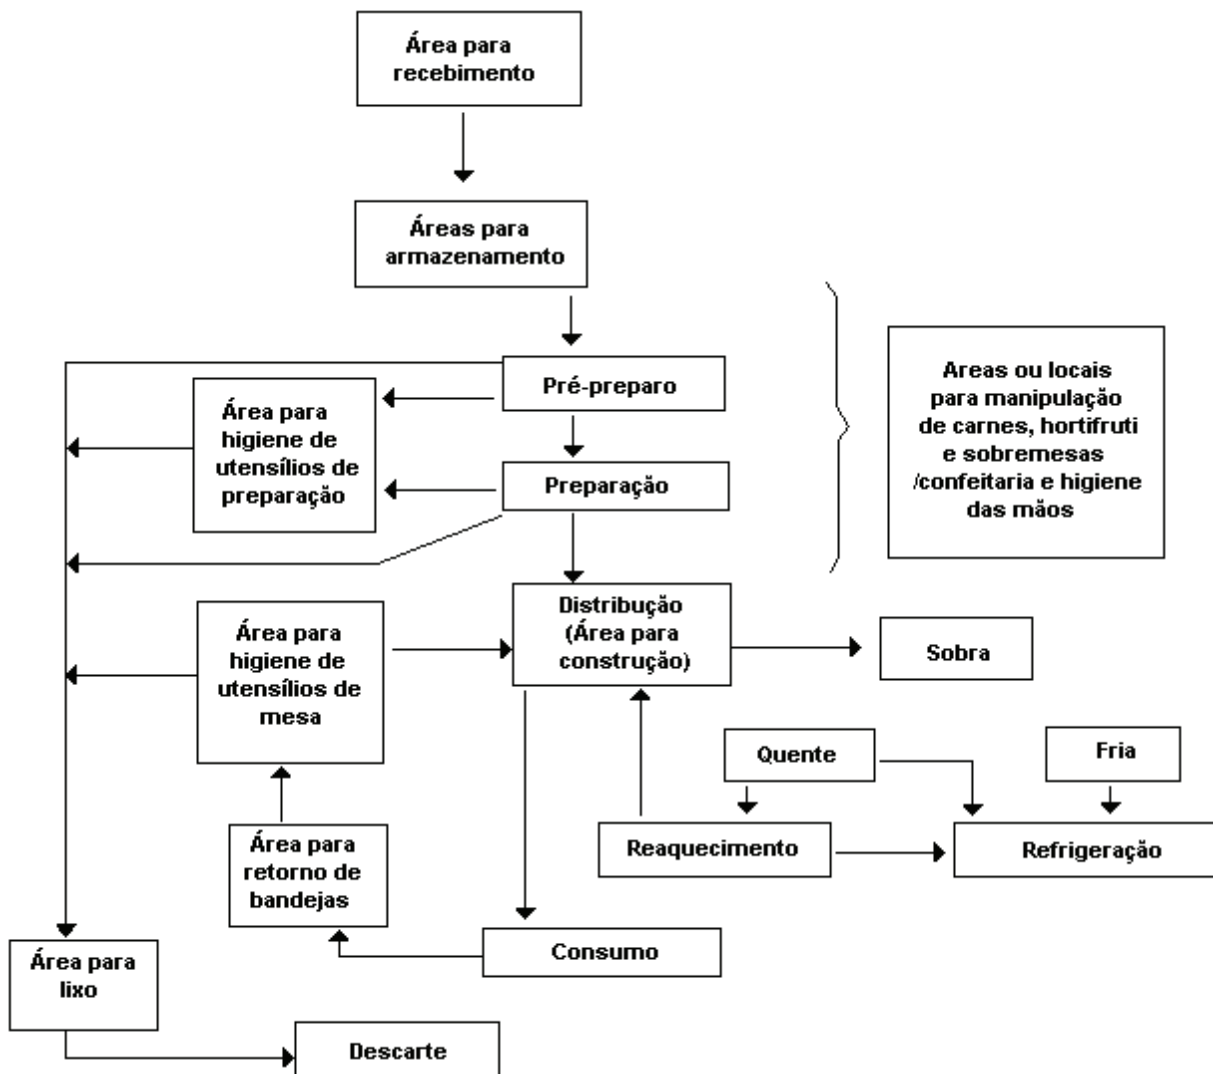 Área para
recebimento
Áreas para
armazenamento
Pré-preparo
Área para
higiene de
utensílios de
preparação
Preparação
Areas ou locais
para manipulação
de carnes, hortifruti
e sobremesas
/confeitaria e higiene
das mãos
Distribução
(Área para
construção)
Sobra
Área para
higiene de
utensílios de
mesa
Quente
Fria
Reaquecimento
Refrigeração
Área para
retorno de
bandejas
Consumo
Área para
lixo
Descarte